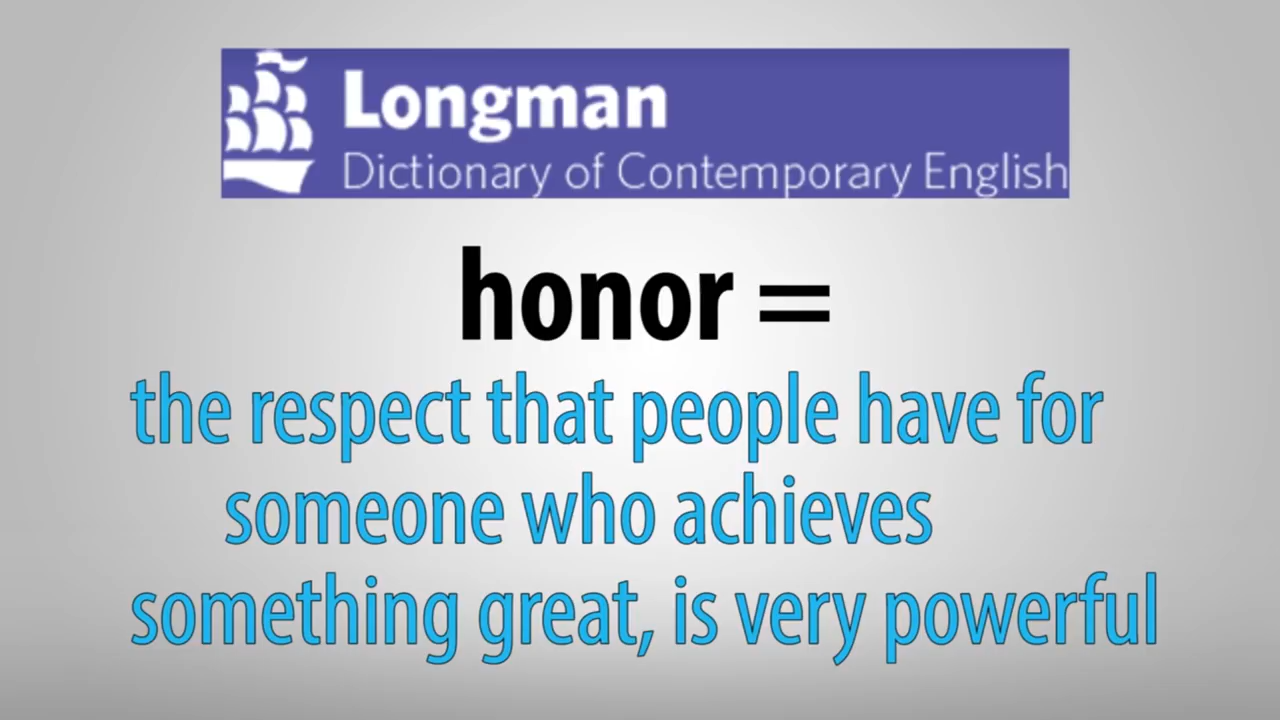 Longman
Dictionary of Contemporary English
honor =
the respect that people have for
someone who achieves
something great, is very powerful